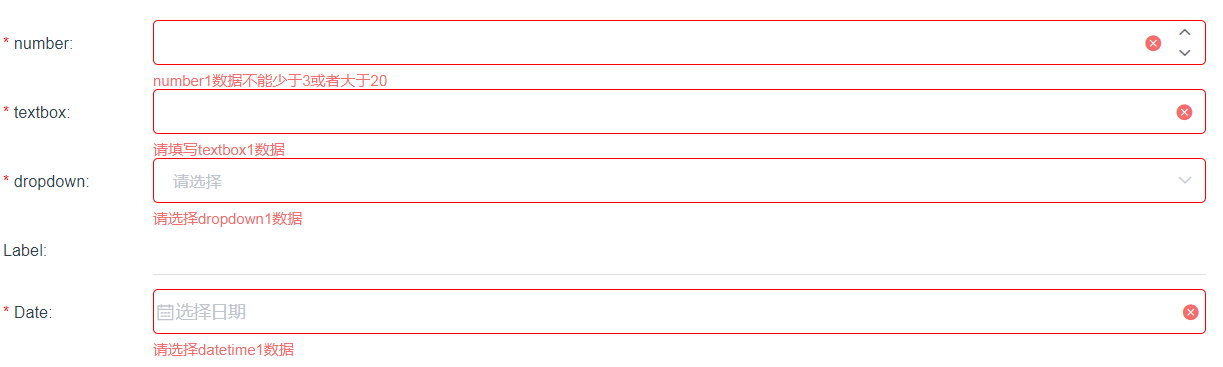 * number:
number1数据不能少于3或者大于20
* textbox:
请填写textbox1数据
* dropdown: 请选择
请选择dropdown1数据
Label:
* Date: 选择日期
请选择datetime1数据